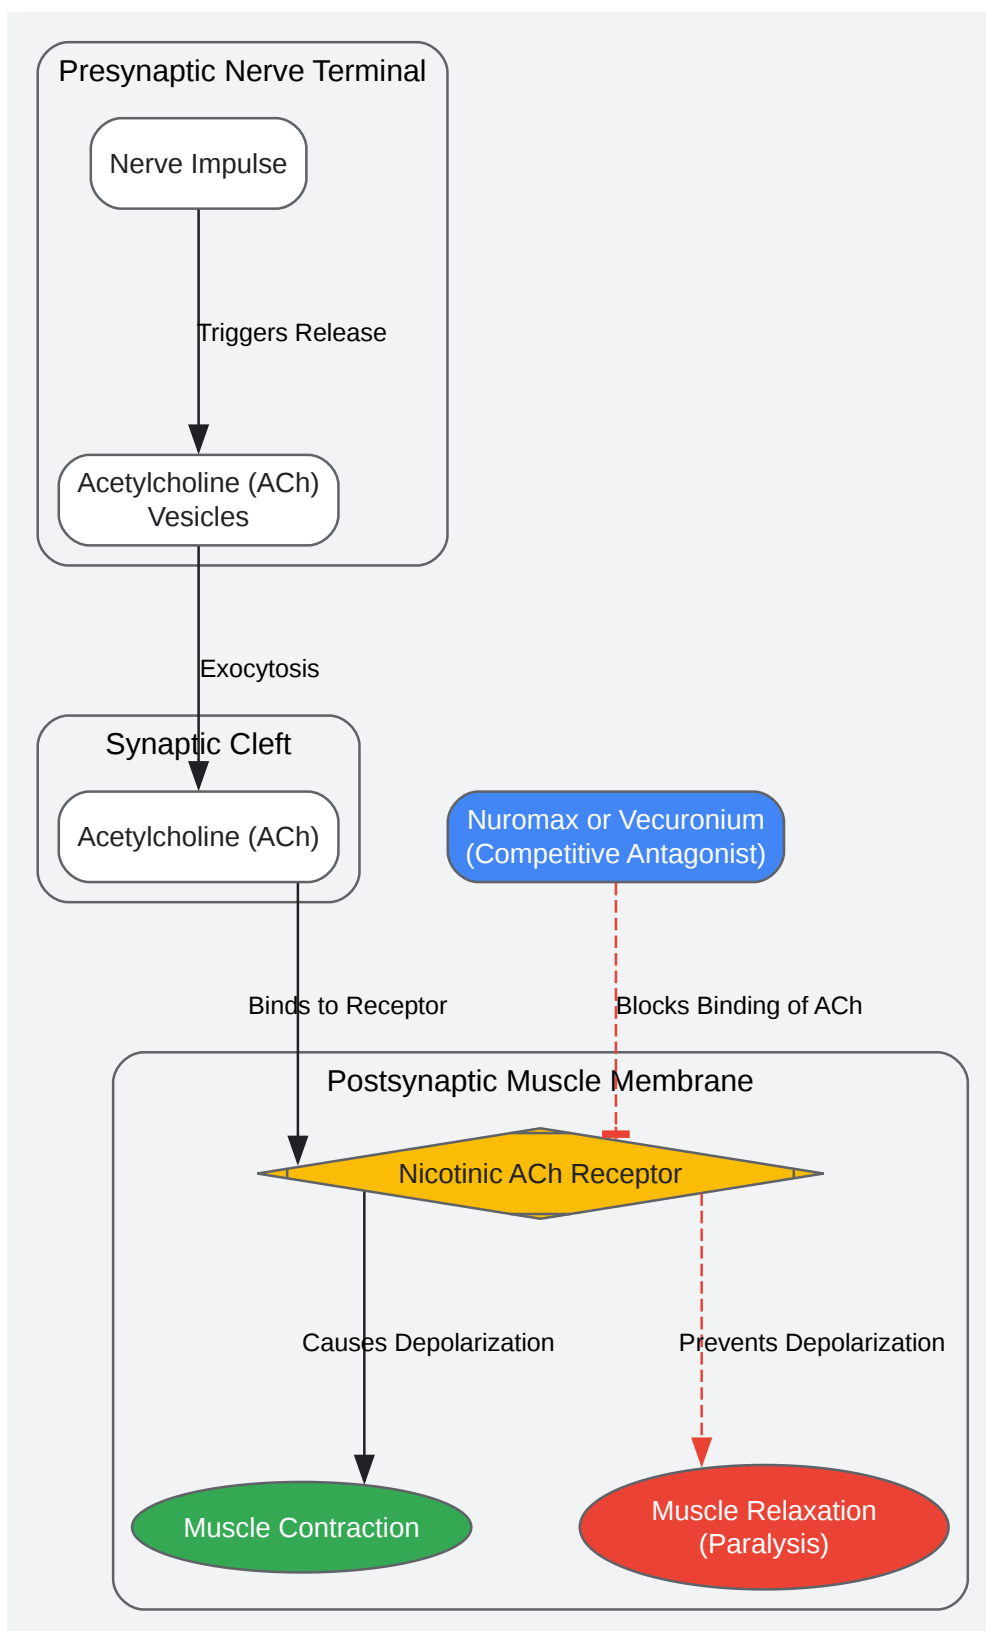 Presynaptic Nerve Terminal
Nerve Impulse
Triggers Release
Acetylcholine (ACh)
Vesicles
Exocytosis
Synaptic Cleft
Acetylcholine (ACh)
Nuromax or Vecuronium
(Competitive Antagonist)
Binds to Receptor
Blocks Binding of ACh
Postsynaptic Muscle Membrane
Nicotinic ACh Receptor
Causes Depolarization
Prevents Depolarization
Muscle Contraction
Muscle Relaxation
(Paralysis)